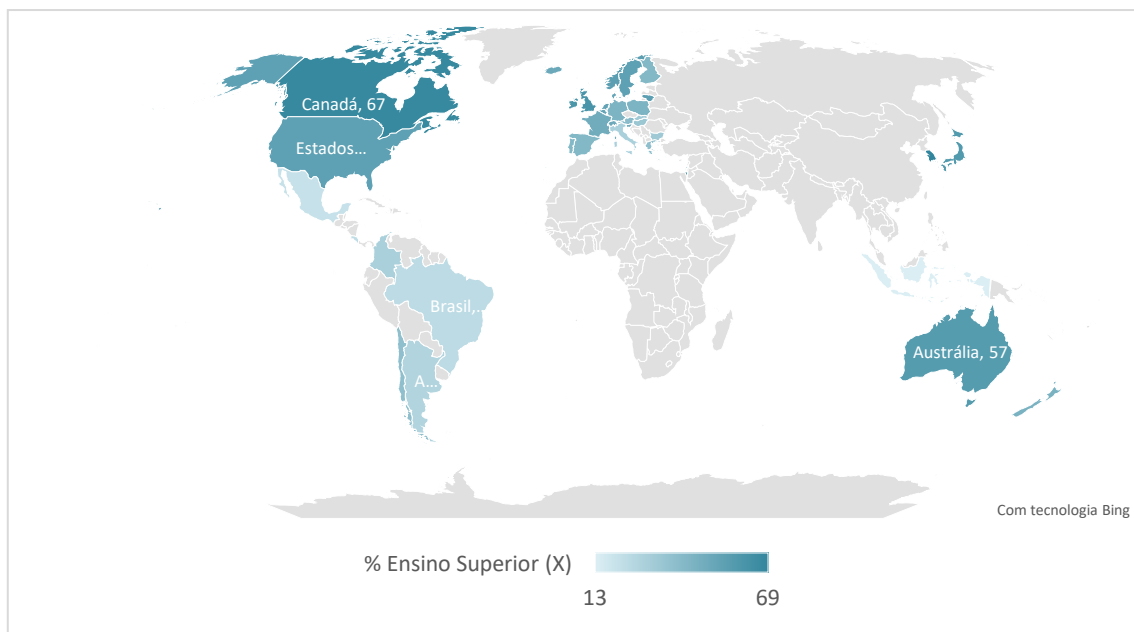 Canadá, 67
Estados...
Brasil,...
A...
Austrália, 57
Com tecnologia Bing
% Ensino Superior (X)
13
69